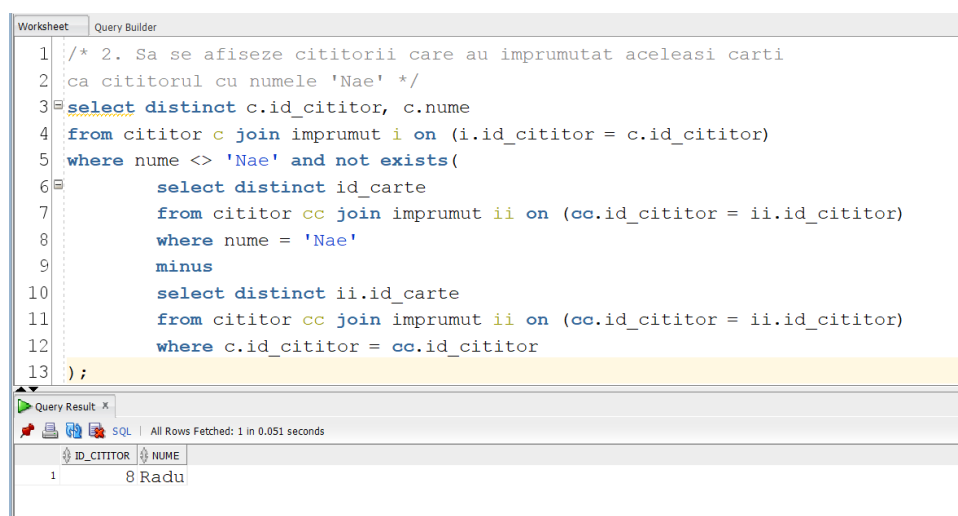 Worksheet Query Builder
1 /* 2. Sa se afiseze cititorii care au imprumutat aceleasi carti
2 ca cititorul cu numele 'Nae' */
3 select distinct c.id_cititor, c.nume
4 from cititor c join imprumut i on (i.id_cititor = c.id_cititor)
5 where nume <> 'Nae' and not exists(
6 select distinct id_carte
7 from cititor cc join imprumut ii on (cc.id_cititor = ii.id_cititor)
8 where nume = 'Nae'
9 minus
10 select distinct ii.id_carte
11 from cititor cc join imprumut ii on (cc.id_cititor = ii.id_cititor)
12 where c.id_cititor = cc.id_cititor
13 );
Query Result x
SQL | All Rows Fetched: 1 in 0.051 seconds
ID_CITITOR NUME
1 8 Radu